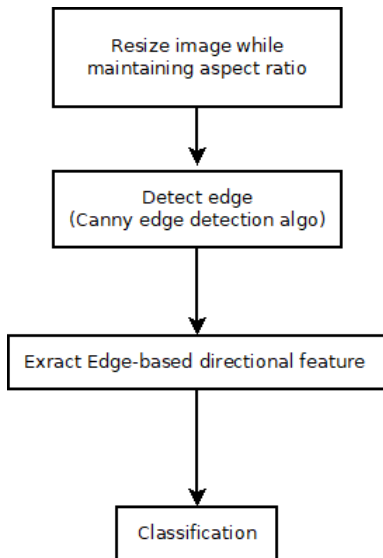 Resize image while
maintaining aspect ratio
Detect edge
(Canny edge detection algo)
Exract Edge-based directional feature
Classification